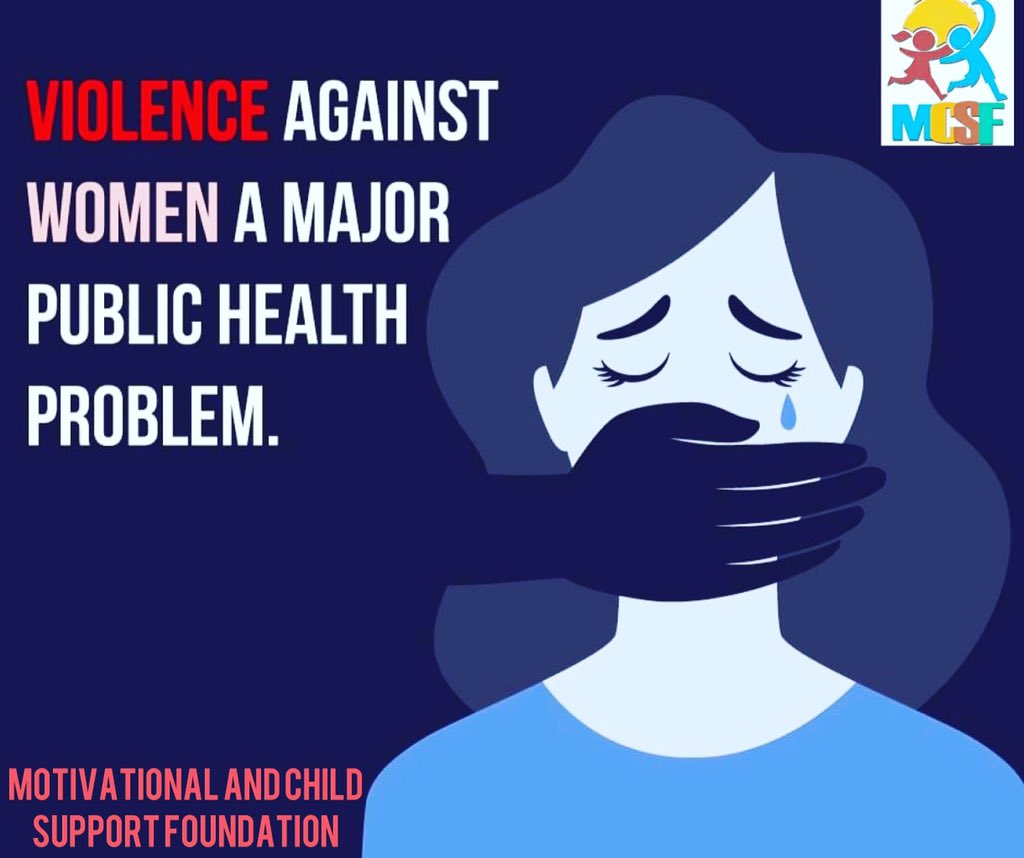 VIOLENCE AGAINST
WOMEN A MAJOR
PUBLIC HEALTH
PROBLEM.
MCSF
MOTIVATIONAL AND CHILD
SUPPORT FOUNDATION